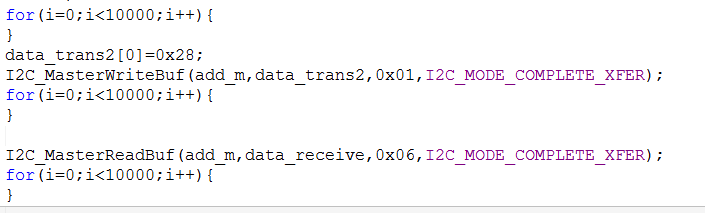 for(i=0;i<10000;i++){
}
data_trans2[0]=0x28;
I2C_MasterWriteBuf(add_m,data_trans2,0x01,I2C_MODE_COMPLETE_XFER);
for(i=0;i<10000;i++){
}
I2C_MasterReadBuf(add_m,data_receive,0x06,I2C_MODE_COMPLETE_XFER);
for(i=0;i<10000;i++){
}